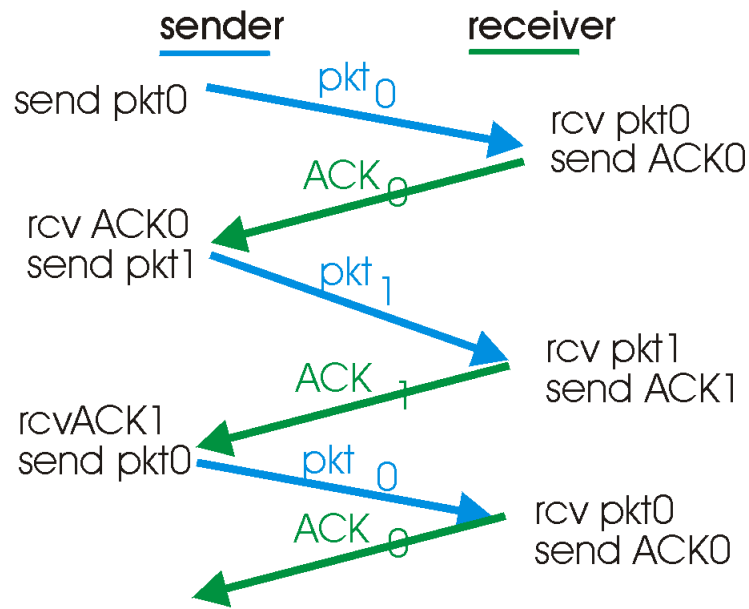 sender receiver
send pkt0
pkt 0
rcv pkt0
send ACK0
ACK 0
rcv ACK0
send pkt1
pkt 1
rcv pkt1
send ACK1
ACK 1
rcvACK1
send pkt0
pkt 0
rcv pkt0
send ACK0
ACK 0